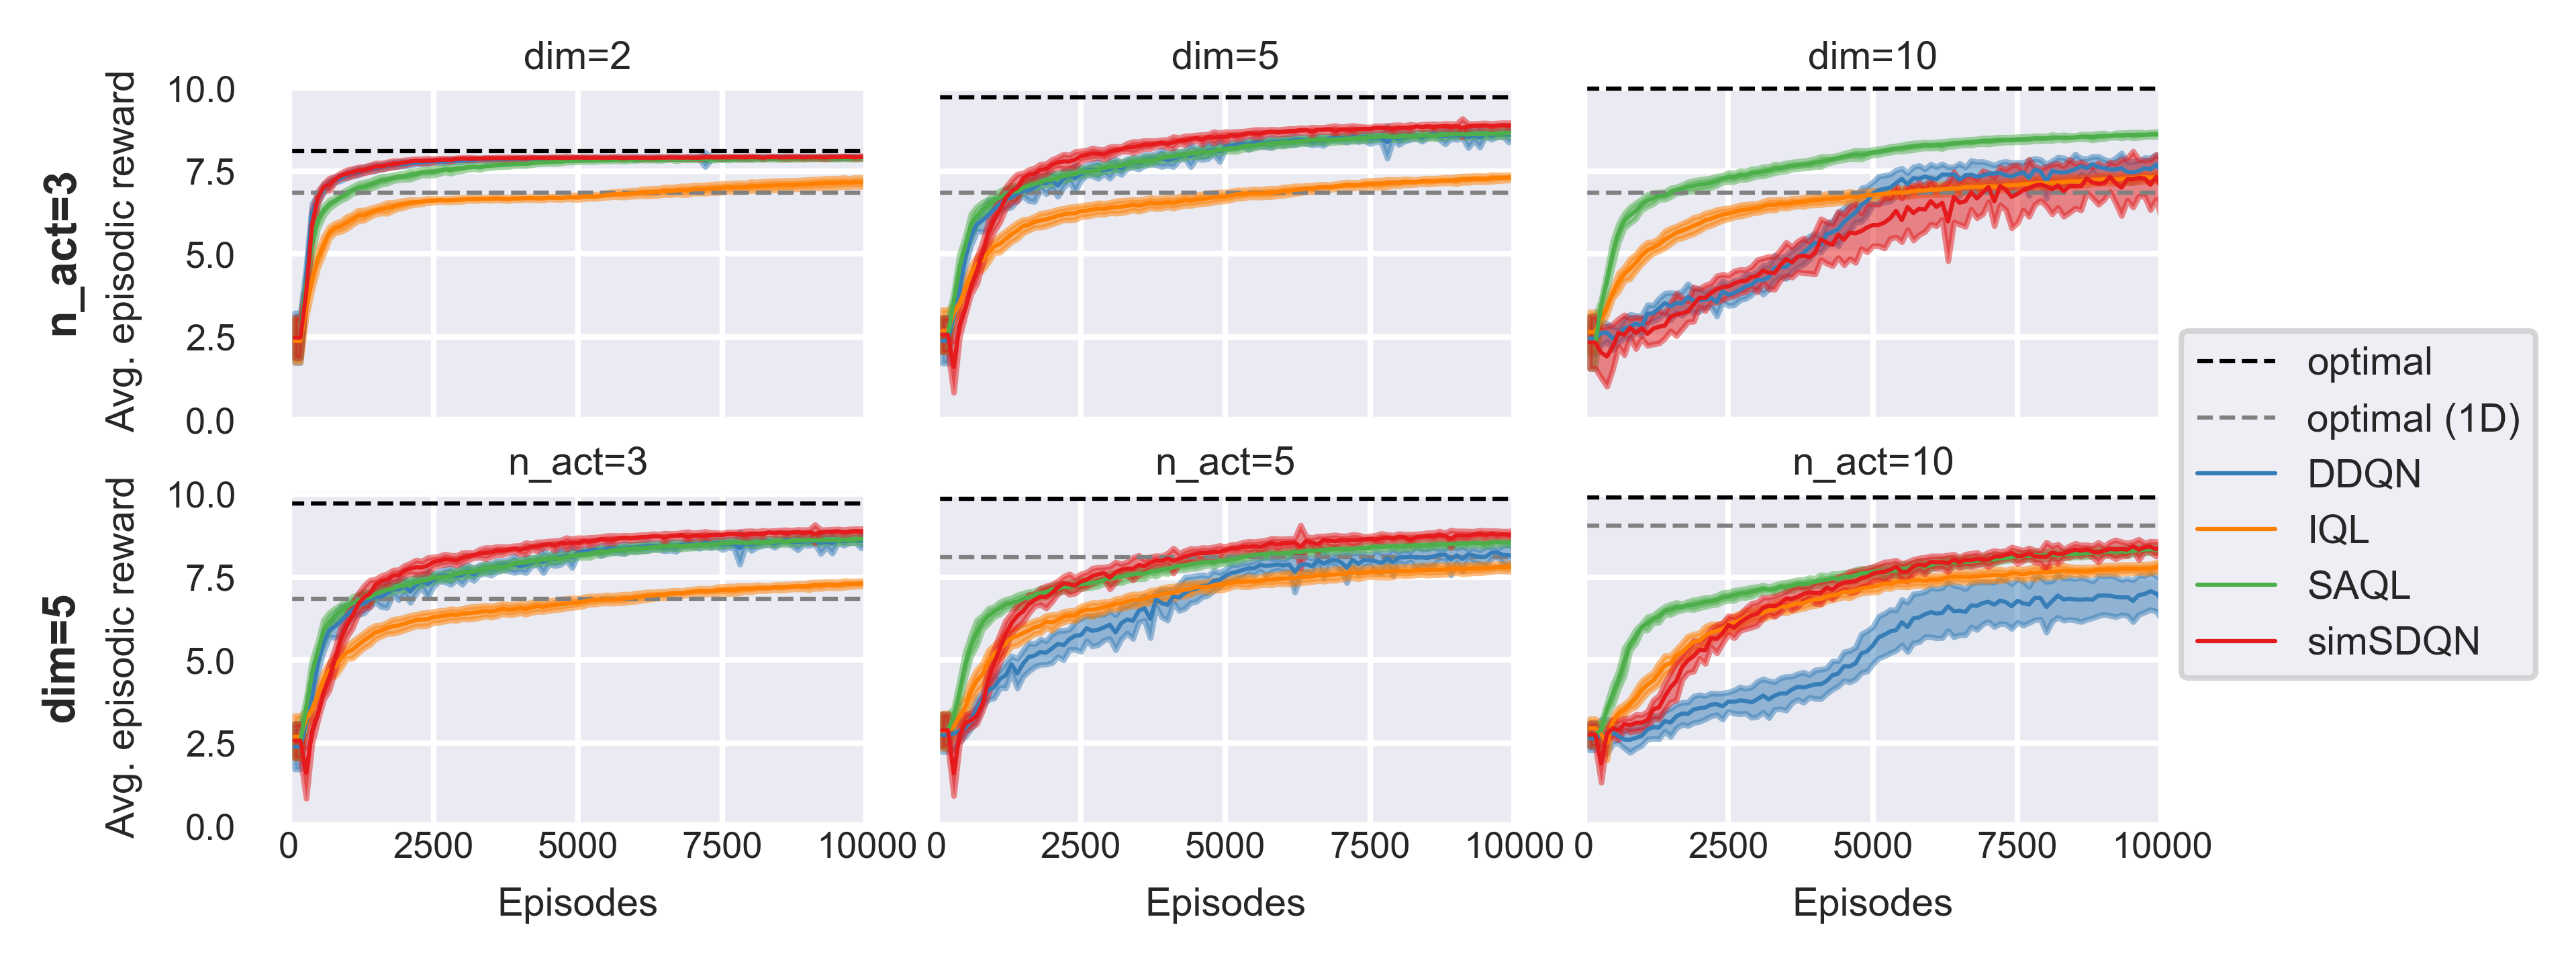 dim=2
dim=5
dim=10
n_act=3
Avg. episodic reward
10.0
7.5
5.0
2.5
0.0
n_act=3
n_act=5
n_act=10
dim=5
Avg. episodic reward
10.0
7.5
5.0
2.5
0.0
0 2500 5000 7500 10000
0 2500 5000 7500 10000
0 2500 5000 7500 10000
Episodes
Episodes
Episodes
optimal
optimal (1D)
DDQN
IQL
SAQL
simSDQN